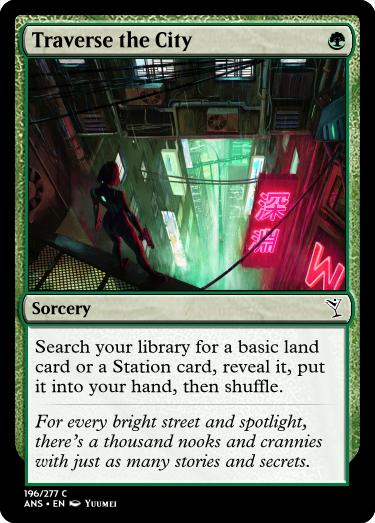 Traverse the City
深
淵
W
Sorcery
Search your library for a basic land
card or a Station card, reveal it, put
it into your hand, then shuffle.
For every bright street and spotlight,
there's a thousand nooks and crannies
with just as many stories and secrets.
196/277 C
ANS • EN YUUMEI